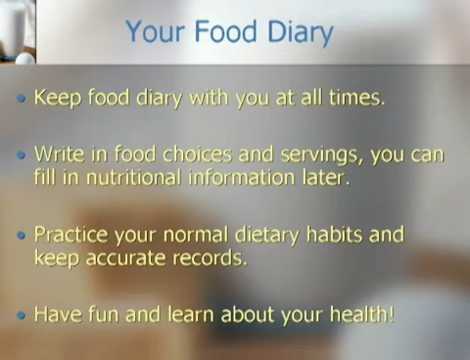 Your Food Diary
Keep food diary with you at all times.
Write in food choices and servings, you can
fill in nutritional information later.
Practice your normal dietary habits and
keep accurate records.
Have fun and learn about your health!